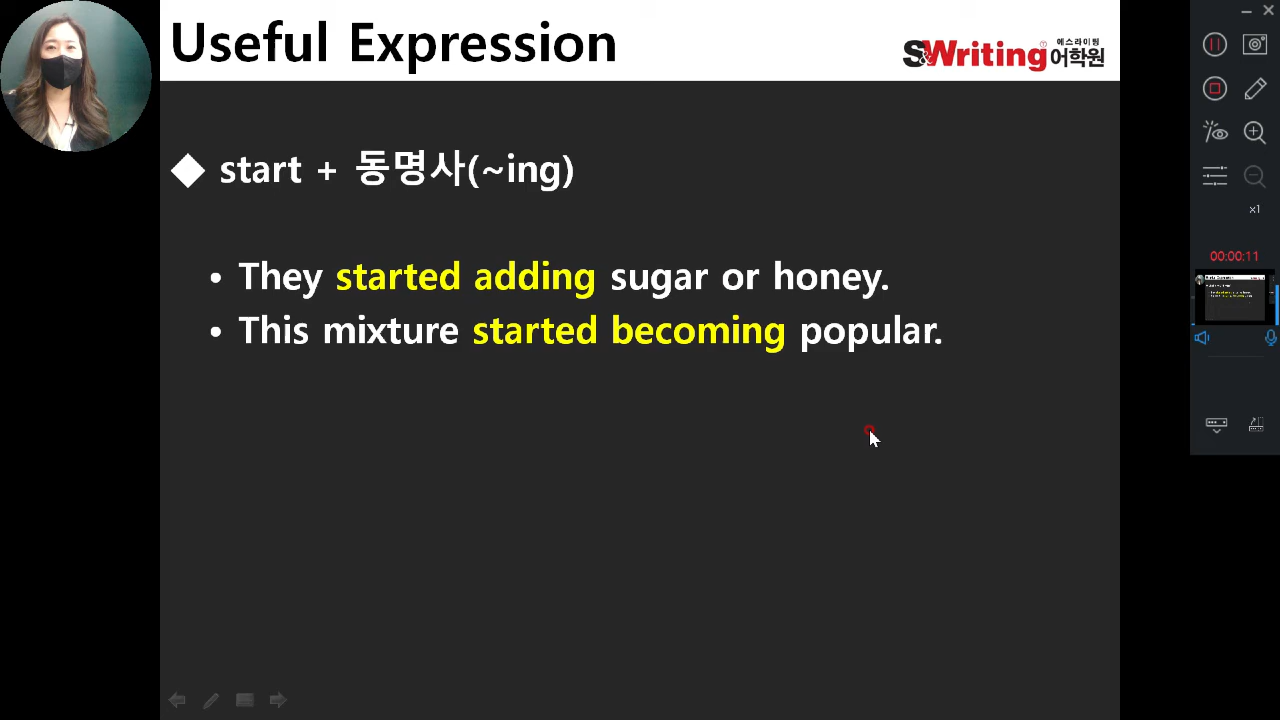 Useful Expression
S&Writing 어학원
에스라이팅
◆ start + 동명사(~ing)
• They started adding sugar or honey.
• This mixture started becoming popular.
x1
00:00:11